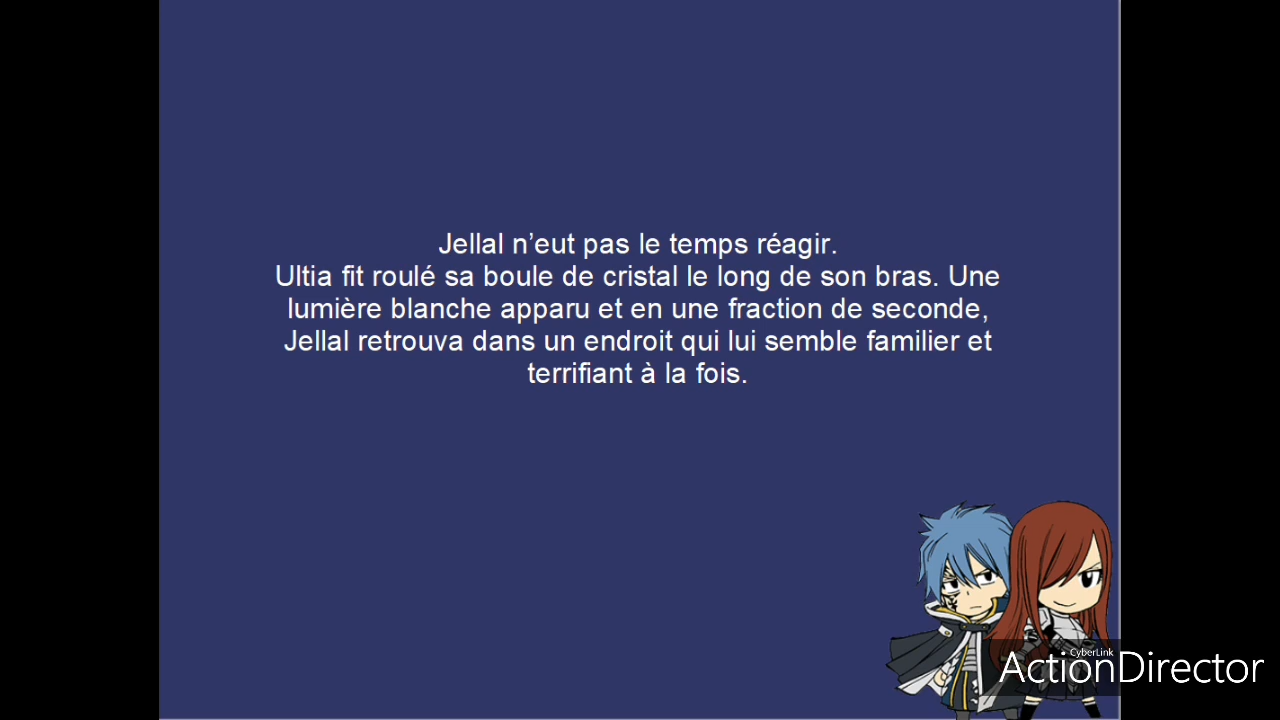 Jellal n’eut pas le temps réagir.
Ultia fit roulé sa boule de cristal le long de son bras. Une
lumière blanche apparu et en une fraction de seconde,
Jellal retrouva dans un endroit qui lui semble familier et
terrifiant à la fois.
CyberLink
ActionDirector